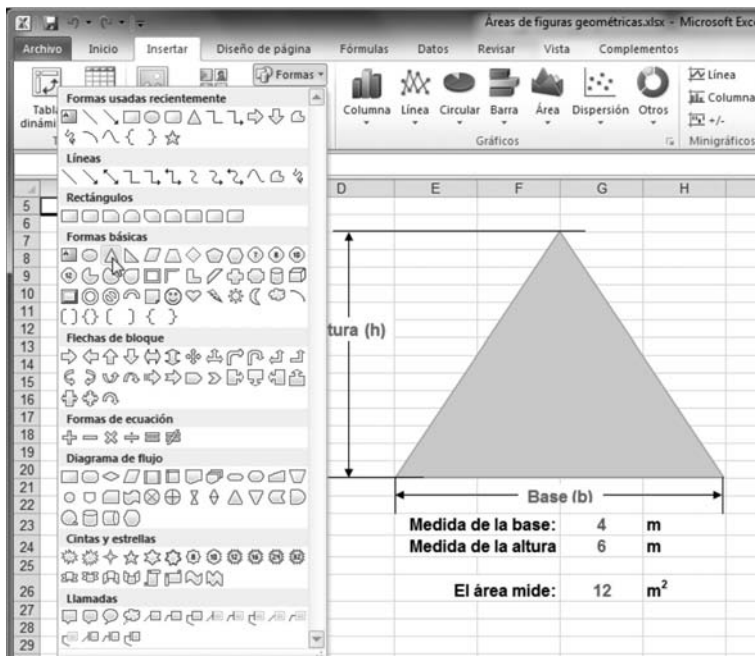 Áreas de figuras geométricas.xlsx - Microsoft Exc
Archivo Inicio Insertar Diseño de página Fórmulas Datos Revisar Vista Complementos
Formas
Tabl
dinámi
Columna Línea Circular Barra Área Dispersión Otros
Línea
Columna
+/-
Gráficos
Minigráficos
Formas usadas recientemente
Líneas
Rectángulos
Formas básicas
Flechas de bloque
Formas de ecuación
Diagrama de flujo
Cintas y estrellas
Llamadas
D E F G H
5
6
7
8
9
10
11
12
13
14
15
16
17
18
19
20
21
22
23
24
25
26
27
28
29
tura (h)
Base (b)
Medida de la base: 4 m
Medida de la altura 6 m
El área mide: 12 m²